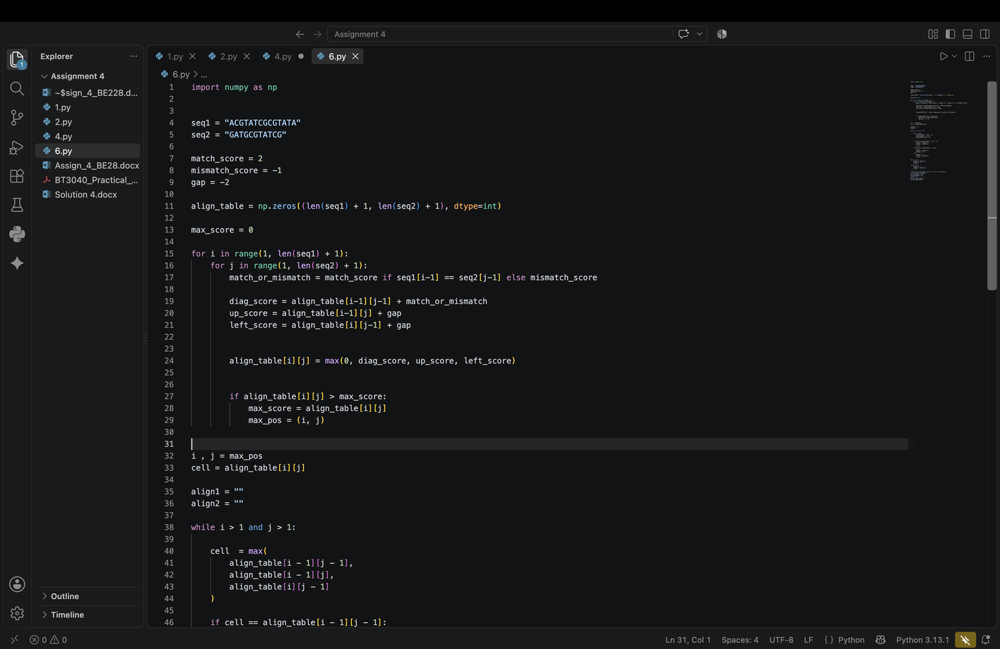 Assignment 4
Explorer
1
Assignment 4
~$sign_4_BE228.d...
1.py
2.py
4.py
6.py
Assign_4_BE28.docx
BT3040_Practical_...
Solution 4.docx
Outline
Timeline
1.py
2.py
4.py
6.py
6.py > ...
1 import numpy as np
2
3
4 seq1 = "ACGTATCGCGTATA"
5 seq2 = "GATGCGTATCG"
6
7 match_score = 2
8 mismatch_score = -1
9 gap = -2
10
11 align_table = np.zeros((len(seq1) + 1, len(seq2) + 1), dtype=int)
12
13 max_score = 0
14
15 for i in range(1, len(seq1) + 1):
16     for j in range(1, len(seq2) + 1):
17         match_or_mismatch = match_score if seq1[i-1] == seq2[j-1] else mismatch_score
18
19         diag_score = align_table[i-1][j-1] + match_or_mismatch
20         up_score = align_table[i-1][j] + gap
21         left_score = align_table[i][j-1] + gap
22
23
24         align_table[i][j] = max(0, diag_score, up_score, left_score)
25
26
27         if align_table[i][j] > max_score:
28             max_score = align_table[i][j]
29             max_pos = (i, j)
30
31
32 i , j = max_pos
33 cell = align_table[i][j]
34
35 align1 = ""
36 align2 = ""
37
38 while i > 1 and j > 1:
39
40     cell  = max(
41         align_table[i - 1][j - 1],
42         align_table[i - 1][j],
43         align_table[i][j - 1]
44     )
45
46     if cell == align_table[i - 1][j - 1]:
0 0
Ln 31, Col 1
Spaces: 4
UTF-8
LF
{ } Python
Python 3.13.1